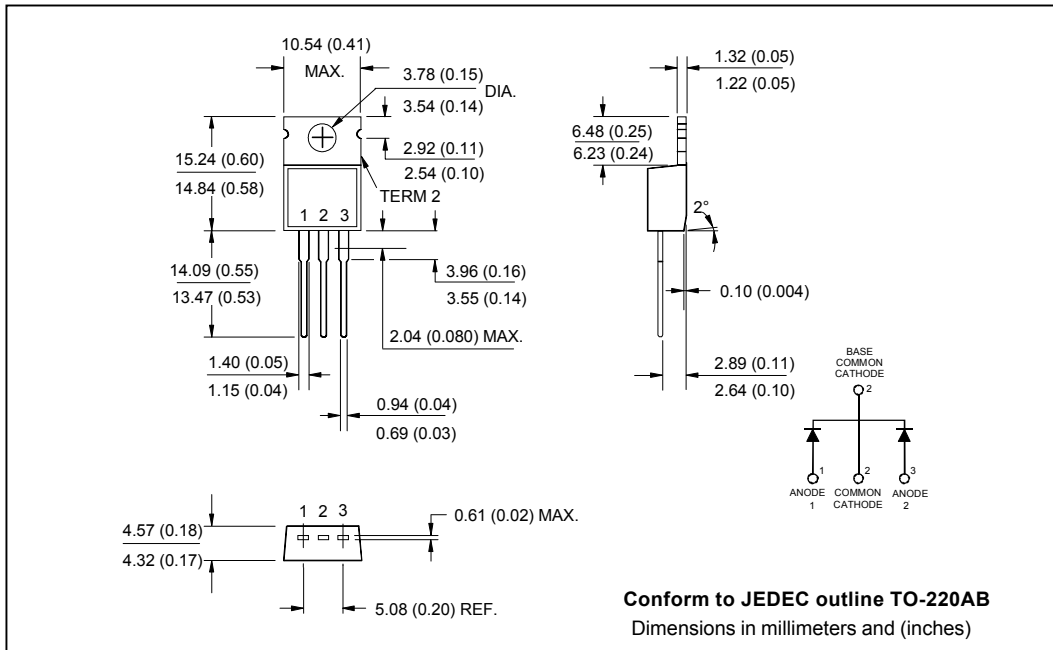 10.54 (0.41)
MAX.
3.78 (0.15)
3.54 (0.14)
DIA.
2.92 (0.11)
2.54 (0.10)
TERM 2
15.24 (0.60)
14.84 (0.58)
1 2 3
14.09 (0.55)
13.47 (0.53)
3.96 (0.16)
3.55 (0.14)
2.04 (0.080) MAX.
1.40 (0.05)
1.15 (0.04)
0.94 (0.04)
0.69 (0.03)
1.32 (0.05)
1.22 (0.05)
6.48 (0.25)
6.23 (0.24)
2°
0.10 (0.004)
2.89 (0.11)
2.64 (0.10)
BASE
COMMON
CATHODE
2
1 2 3
ANODE COMMON ANODE
1 CATHODE 2
1 2 3
4.57 (0.18)
4.32 (0.17)
0.61 (0.02) MAX.
5.08 (0.20) REF.
Conform to JEDEC outline TO-220AB
Dimensions in millimeters and (inches)